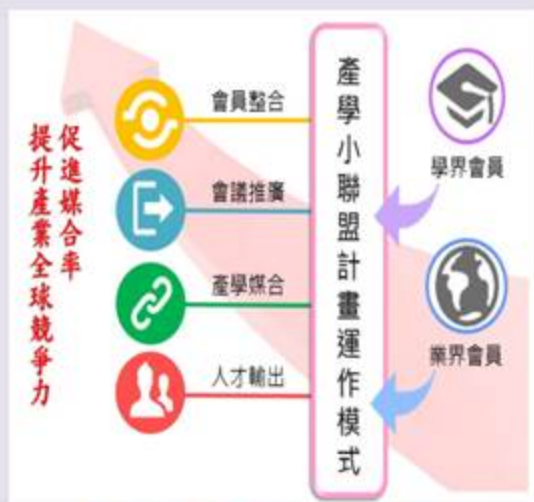 促進媒合率
提升產業全球競爭力
會員整合
會議推廣
產學媒合
人才輸出
產學小聯盟計畫運作模式
學界會員
業界會員